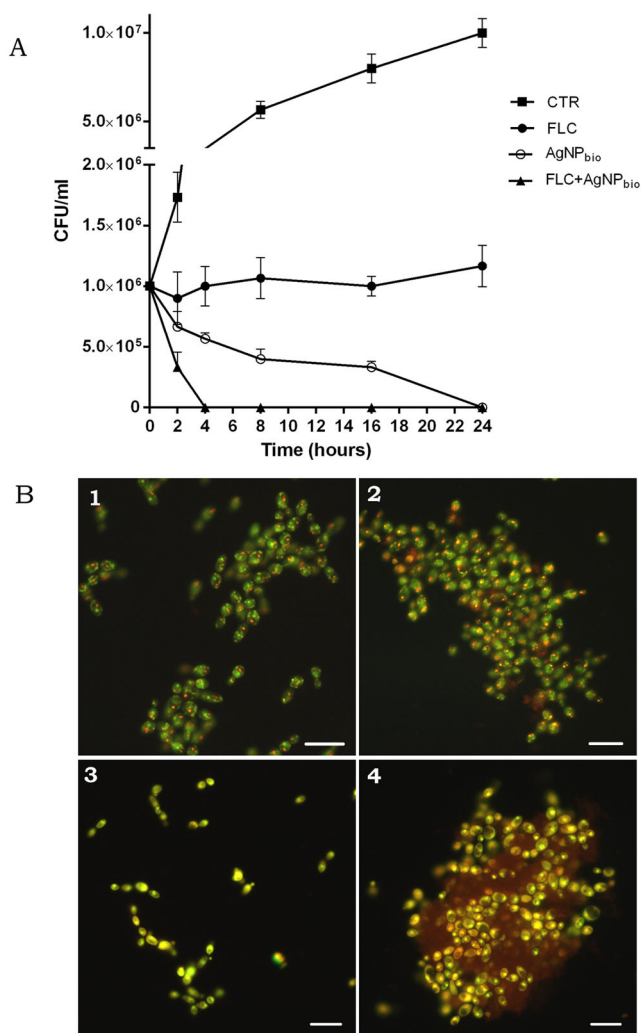 A
1.0×10⁷
5.0×10⁶
2.0×10⁶
1.5×10⁶
1.0×10⁶
5.0×10⁵
0
CFU/ml
0 2 4 6 8 10 12 14 16 18 20 22 24
Time (hours)
CTR
FLC
AgNPbio
FLC+AgNPbio
B
1
2
3
4